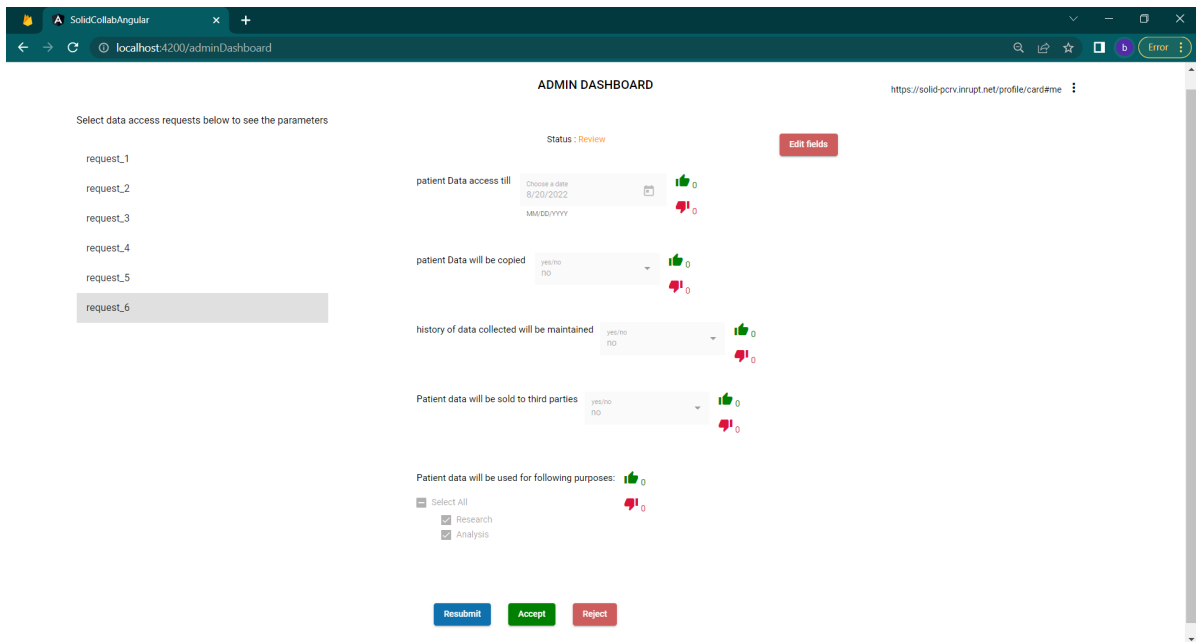 SolidCollabAngular
localhost:4200/adminDashboard
b
Error
ADMIN DASHBOARD
https://solid-pcrv.inrupt.net/profile/card#me
Select data access requests below to see the parameters
request_1
request_2
request_3
request_4
request_5
request_6
Status : Review
Edit fields
patient Data access till
Choose a date
8/20/2022
MM/DD/YYYY
0
0
patient Data will be copied
yes/no
no
0
0
history of data collected will be maintained
yes/no
no
0
0
Patient data will be sold to third parties
yes/no
no
0
0
Patient data will be used for following purposes:
0
0
Select All
Research
Analysis
Resubmit
Accept
Reject